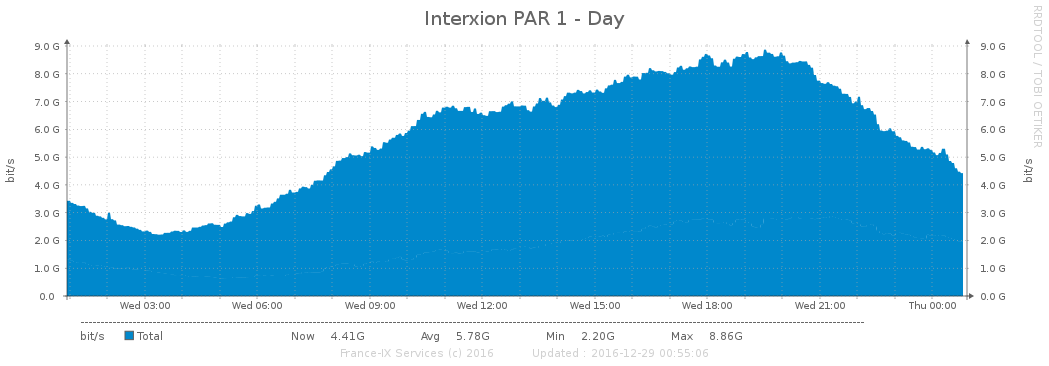 Interxion PAR 1 - Day
RRDTOOL / TOBI OETIKER
bit/s
9.0 G
8.0 G
7.0 G
6.0 G
5.0 G
4.0 G
3.0 G
2.0 G
1.0 G
0.0
9.0 G
8.0 G
7.0 G
6.0 G
5.0 G
4.0 G
3.0 G
2.0 G
1.0 G
0.0 G
bit/s
Wed 03:00 Wed 06:00 Wed 09:00 Wed 12:00 Wed 15:00 Wed 18:00 Wed 21:00 Thu 00:00
bit/s Total Now 4.41G Avg 5.78G Min 2.20G Max 8.86G
France-IX Services (c) 2016 Updated : 2016-12-29 00:55:06